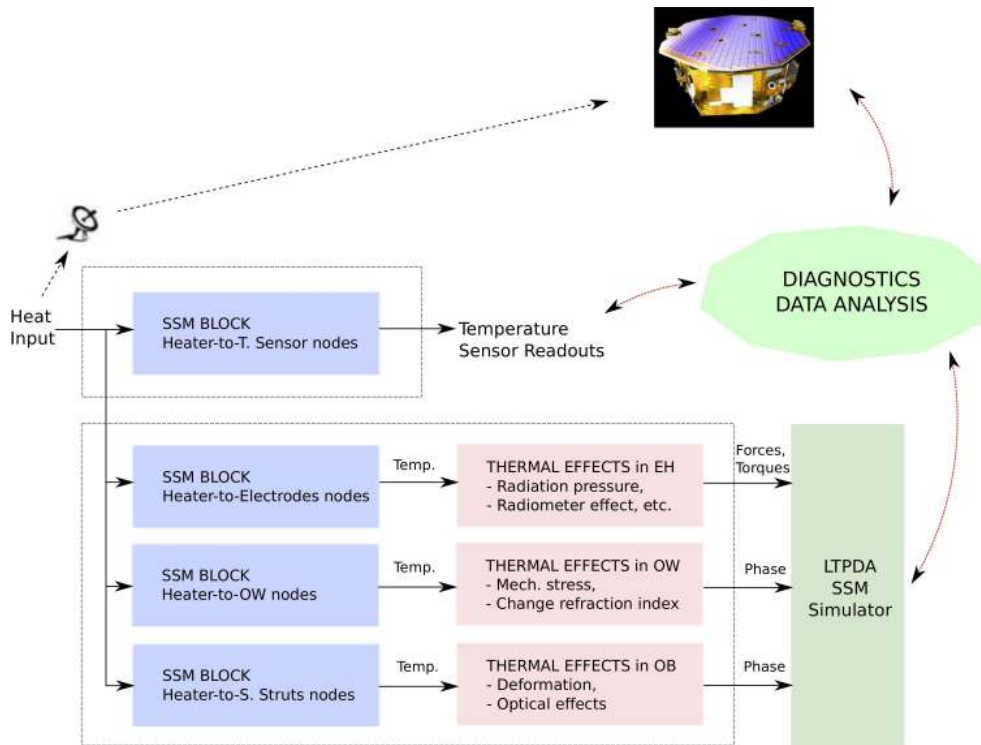 DIAGNOSTICS
DATA ANALYSIS
Heat
Input
SSM BLOCK
Heater-to-T. Sensor nodes
Temperature
Sensor Readouts
SSM BLOCK
Heater-to-Electrodes nodes
Temp.
THERMAL EFFECTS in EH
- Radiation pressure,
- Radiometer effect, etc.
Forces,
Torques
SSM BLOCK
Heater-to-OW nodes
Temp.
THERMAL EFFECTS in OW
- Mech. stress,
- Change refraction index
Phase
LTPDA
SSM
Simulator
SSM BLOCK
Heater-to-S. Struts nodes
Temp.
THERMAL EFFECTS in OB
- Deformation,
- Optical effects
Phase